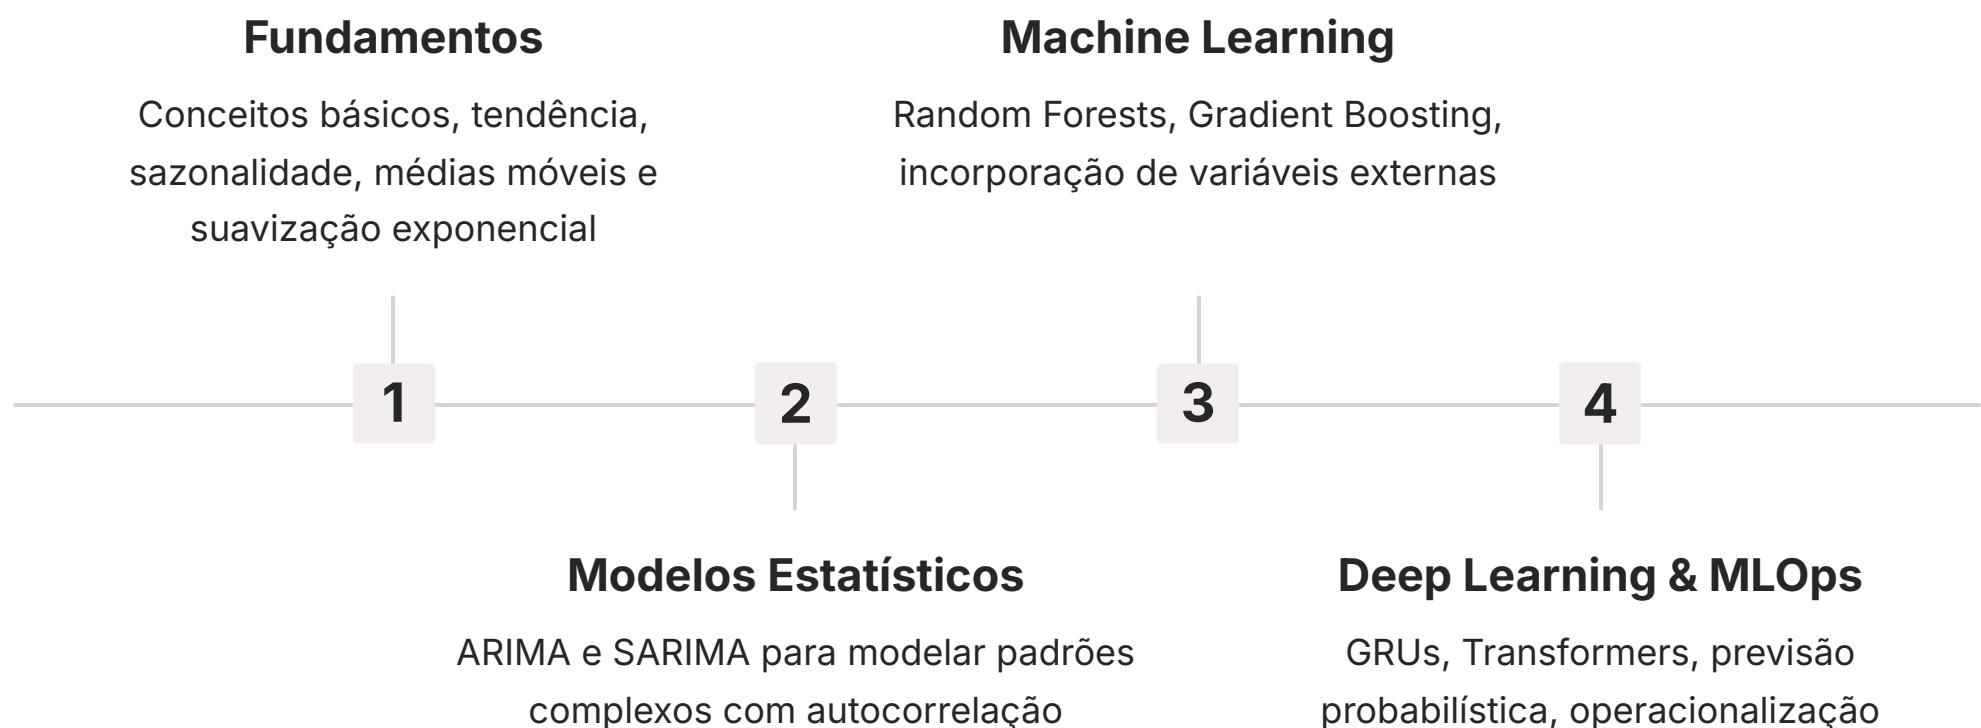 Fundamentos
Conceitos básicos, tendência,
sazonalidade, médias móveis e
suavização exponencial
Machine Learning
Random Forests, Gradient Boosting,
incorporação de variáveis externas
1
2
3
4
Modelos Estatísticos
ARIMA e SARIMA para modelar padrões
complexos com autocorrelação
Deep Learning & MLOps
GRUs, Transformers, previsão
probabilística, operacionalização